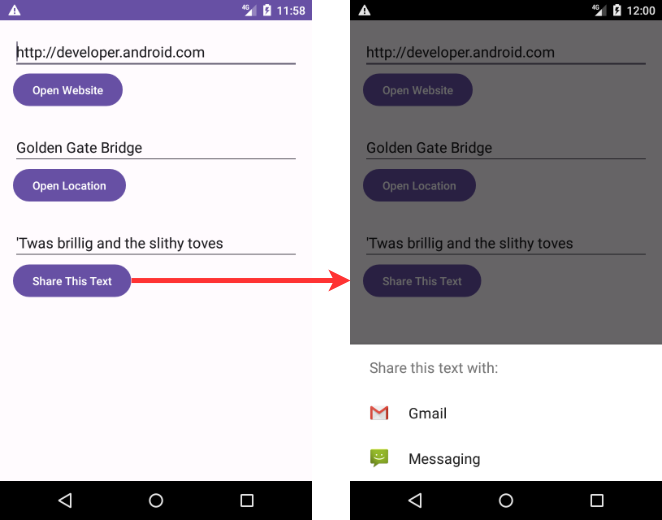 4G 11:58
http://developer.android.com
Open Website
Golden Gate Bridge
Open Location
'Twas brillig and the slithy toves
Share This Text
4G 12:00
http://developer.android.com
Open Website
Golden Gate Bridge
Open Location
'Twas brillig and the slithy toves
Share This Text
Share this text with:
Gmail
Messaging